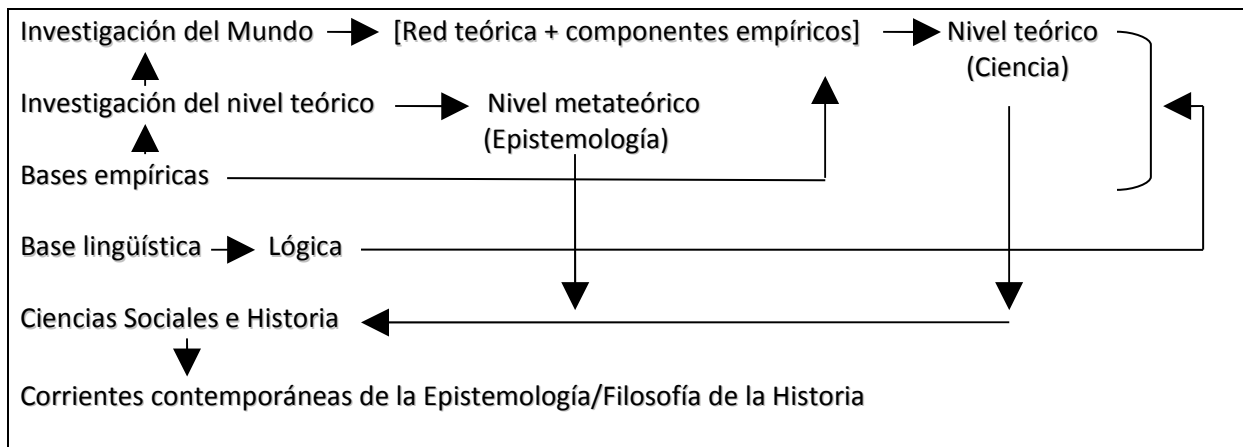 Investigación del Mundo [Red teórica + componentes empíricos] Nivel teórico
(Ciencia)
Investigación del nivel teórico Nivel metateórico
(Epistemología)
Bases empíricas
Base lingüística Lógica
Ciencias Sociales e Historia
Corrientes contemporáneas de la Epistemología/Filosofía de la Historia